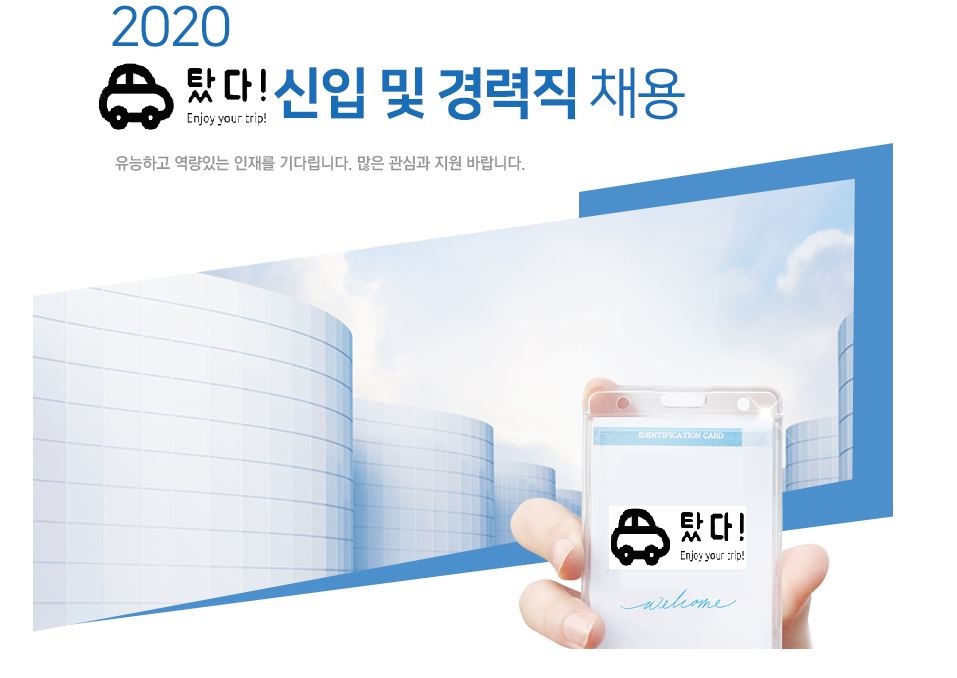 2020
탔다! 신입 및 경력직 채용
Enjoy your trip!
유능하고 역량있는 인재를 기다립니다. 많은 관심과 지원 바랍니다.
IDENTIFICATION CARD
탔다!
Enjoy your trip!
welcome